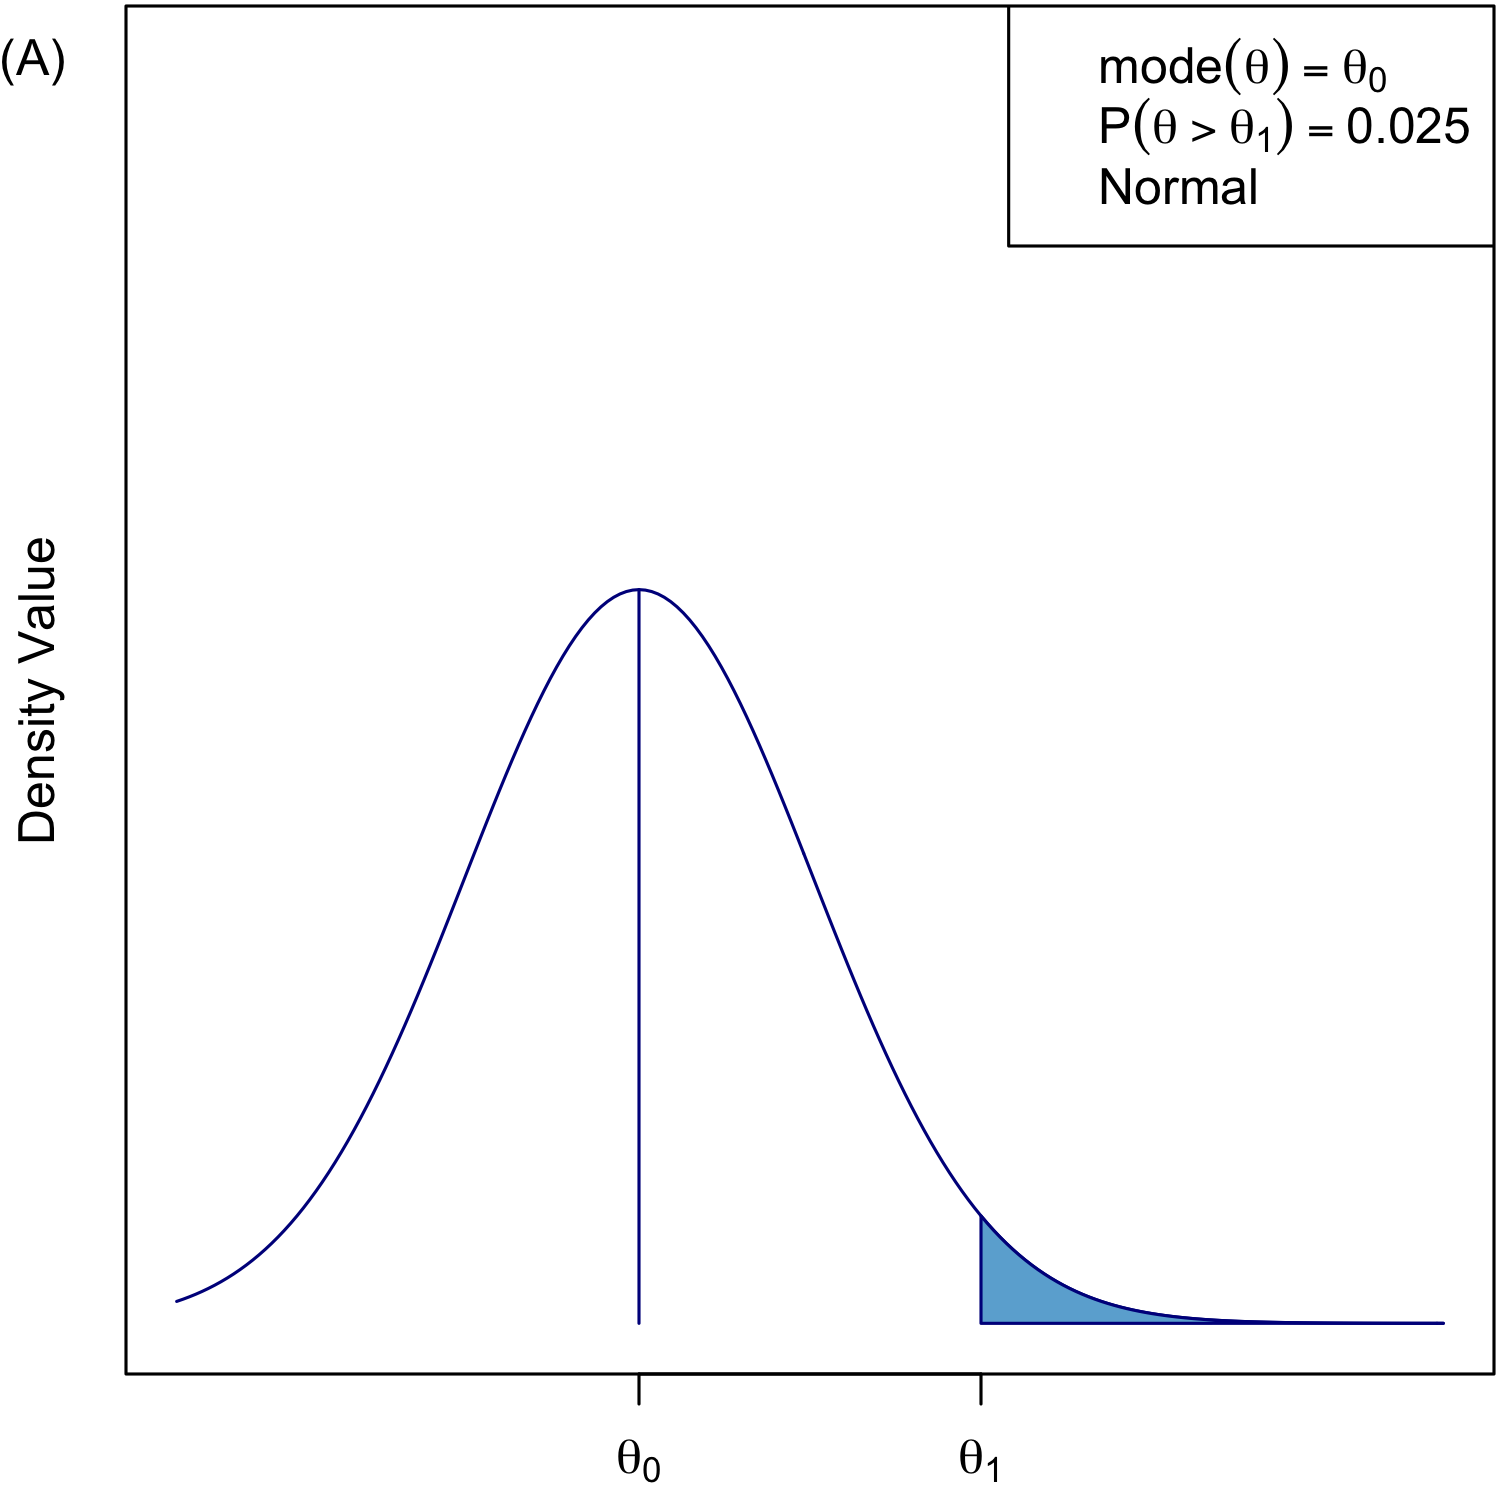 (A)
mode(θ) = θ₀
P(θ > θ₁) = 0.025
Normal
Density Value
θ₀
θ₁